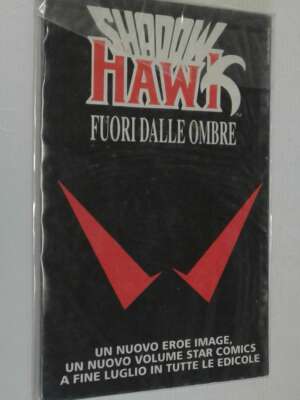 SHADOW
HAWK
FUORI DALLE OMBRE
UN NUOVO EROE IMAGE,
UN NUOVO VOLUME STAR COMICS
A FINE LUGLIO IN TUTTE LE EDICOLE